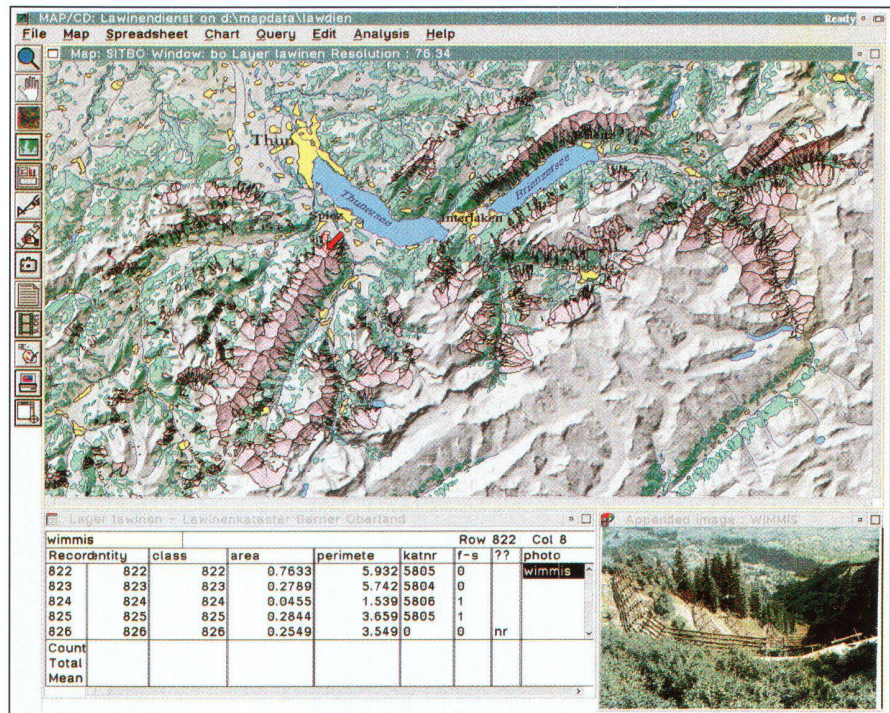 MAP/CD: Lawinendienst on d:\mapdata\lawdien Ready
File Map Spreadsheet Chart Query Edit Analysis Help
Map: SITBO Window: bo Layer lawinen Resolution : 76.34
Thun
Thunersee
Brienzersee
Spiez
Interlaken
Layer lawinen - Lawinenkataster Berner Oberland
wimmis Row 822 Col 8
Record entity class area perimete katnr f-s ?? photo
822 822 822 0.7633 5.932 5805 0 wimmis
823 823 823 0.2789 5.742 5804 0
824 824 824 0.0455 1.539 5806 1
825 825 825 0.2844 3.659 5805 1
826 826 826 0.2549 3.549 0 0 nr
Count
Total
Mean
Appended image : WIMMIS